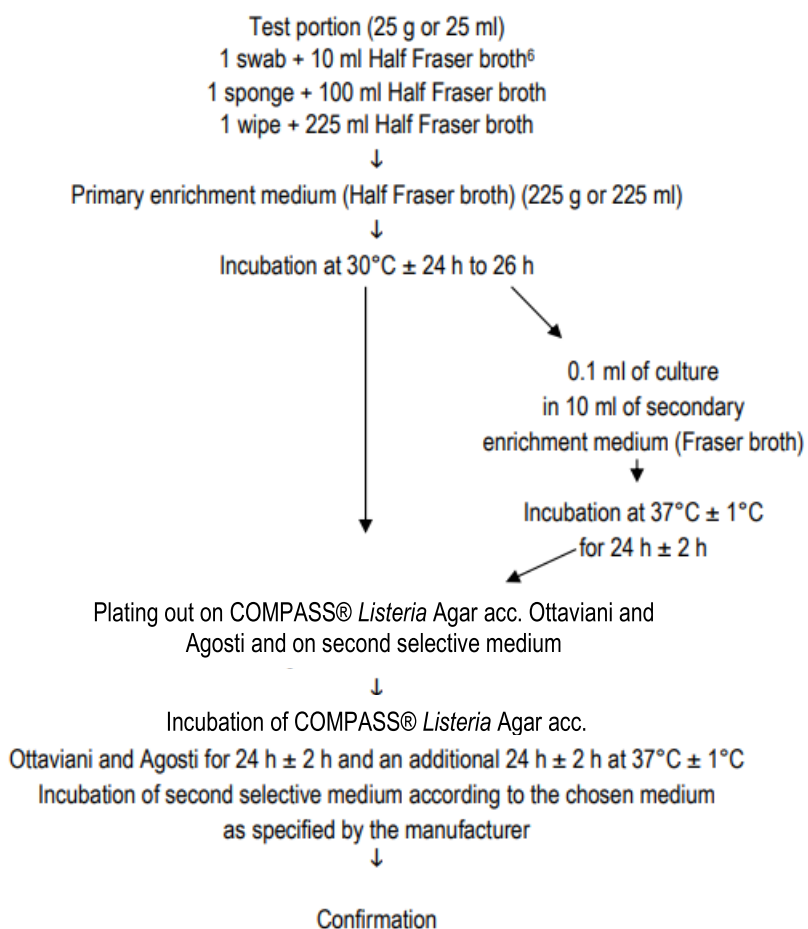 Test portion (25 g or 25 ml)
1 swab + 10 ml Half Fraser broth⁶
1 sponge + 100 ml Half Fraser broth
1 wipe + 225 ml Half Fraser broth
↓
Primary enrichment medium (Half Fraser broth) (225 g or 225 ml)
↓
Incubation at 30°C ± 24 h to 26 h
0.1 ml of culture
in 10 ml of secondary
enrichment medium (Fraser broth)
Incubation at 37°C ± 1°C
for 24 h ± 2 h
Plating out on COMPASS® Listeria Agar acc. Ottaviani and
Agosti and on second selective medium
↓
Incubation of COMPASS® Listeria Agar acc.
Ottaviani and Agosti for 24 h ± 2 h and an additional 24 h ± 2 h at 37°C ± 1°C
Incubation of second selective medium according to the chosen medium
as specified by the manufacturer
↓
Confirmation